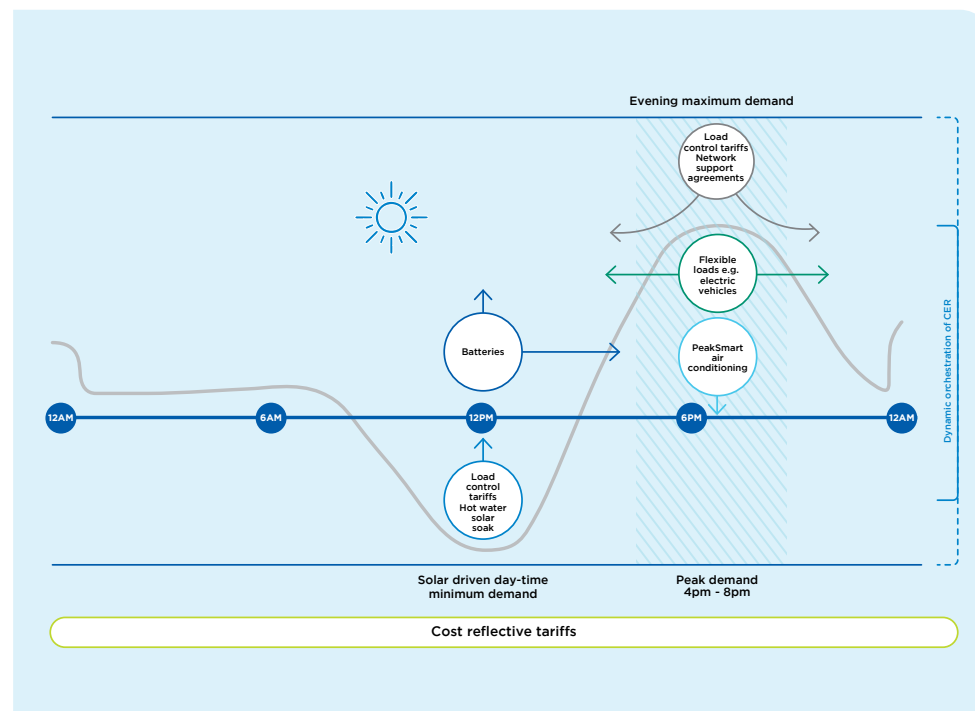 Evening maximum demand
Load
control tariffs
Network
support
agreements
Flexible
loads e.g.
electric
vehicles
Batteries
PeakSmart
air
conditioning
12AM
6AM
12PM
6PM
12AM
Load
control
tariffs
Hot water
solar
soak
Dynamic orchestration of CER
Solar driven day-time
minimum demand
Peak demand
4pm - 8pm
Cost reflective tariffs